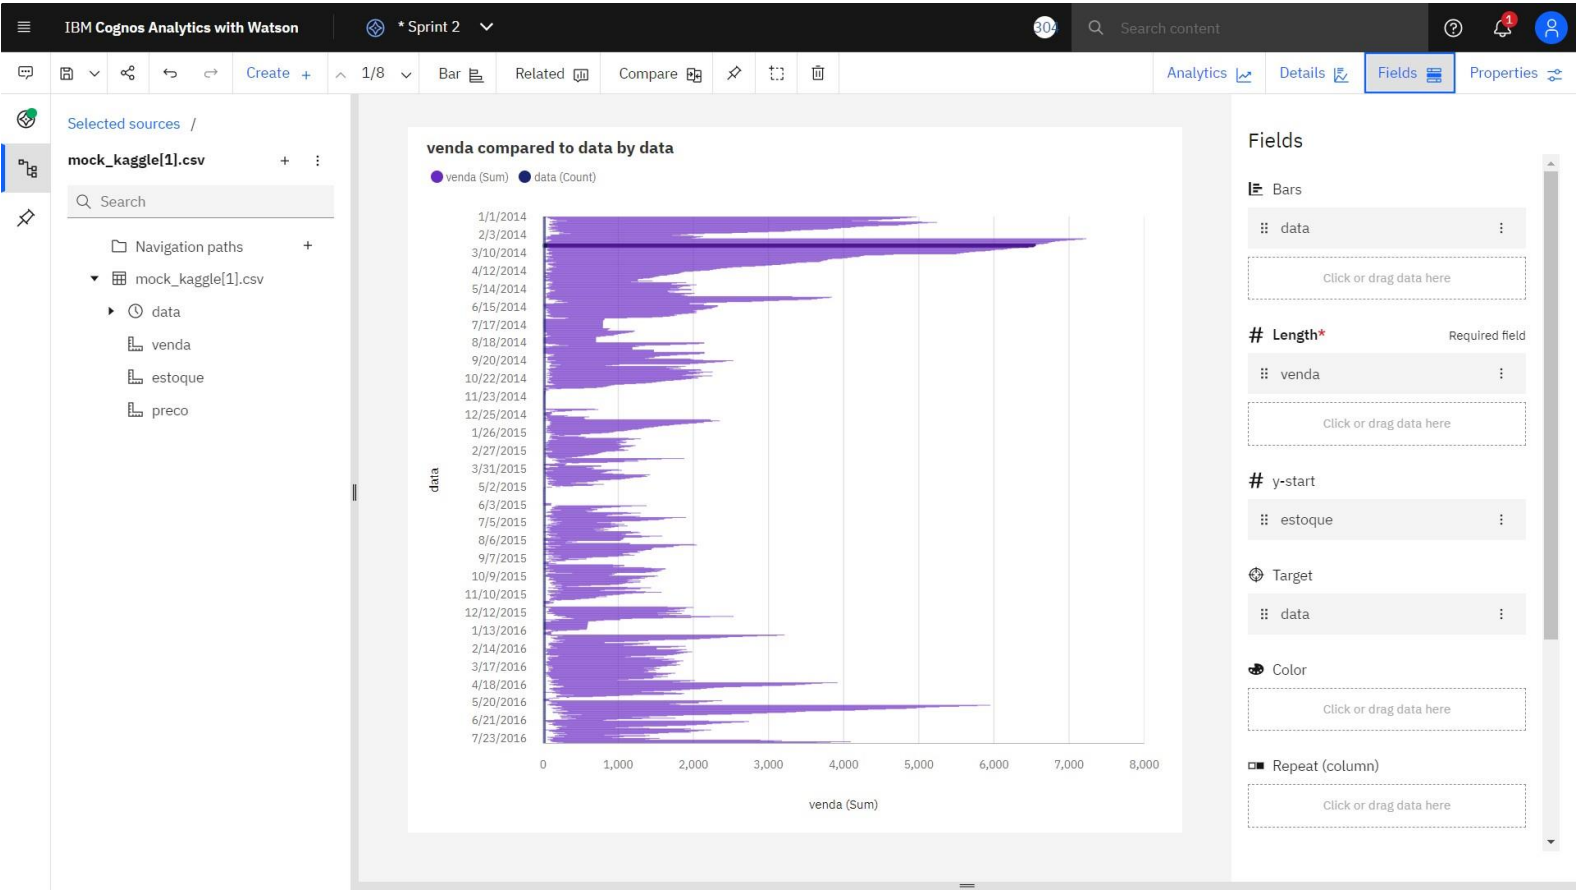 IBM Cognos Analytics with Watson
* Sprint 2
304
Search content
1
Create +
1/8
Bar
Related
Compare
Analytics
Details
Fields
Properties
Selected sources /
mock_kaggle[1].csv
Search
Navigation paths
mock_kaggle[1].csv
data
venda
estoque
preco
venda compared to data by data
venda (Sum)
data (Count)
1/1/2014
2/3/2014
3/10/2014
4/12/2014
5/14/2014
6/15/2014
7/17/2014
8/18/2014
9/20/2014
10/22/2014
11/23/2014
12/25/2014
1/26/2015
2/27/2015
3/31/2015
5/2/2015
6/3/2015
7/5/2015
8/6/2015
9/7/2015
10/9/2015
11/10/2015
12/12/2015
1/13/2016
2/14/2016
3/17/2016
4/18/2016
5/20/2016
6/21/2016
7/23/2016
data
0 1,000 2,000 3,000 4,000 5,000 6,000 7,000 8,000
venda (Sum)
Fields
Bars
data
Click or drag data here
# Length* Required field
venda
Click or drag data here
# y-start
estoque
Target
data
Color
Click or drag data here
Repeat (column)
Click or drag data here